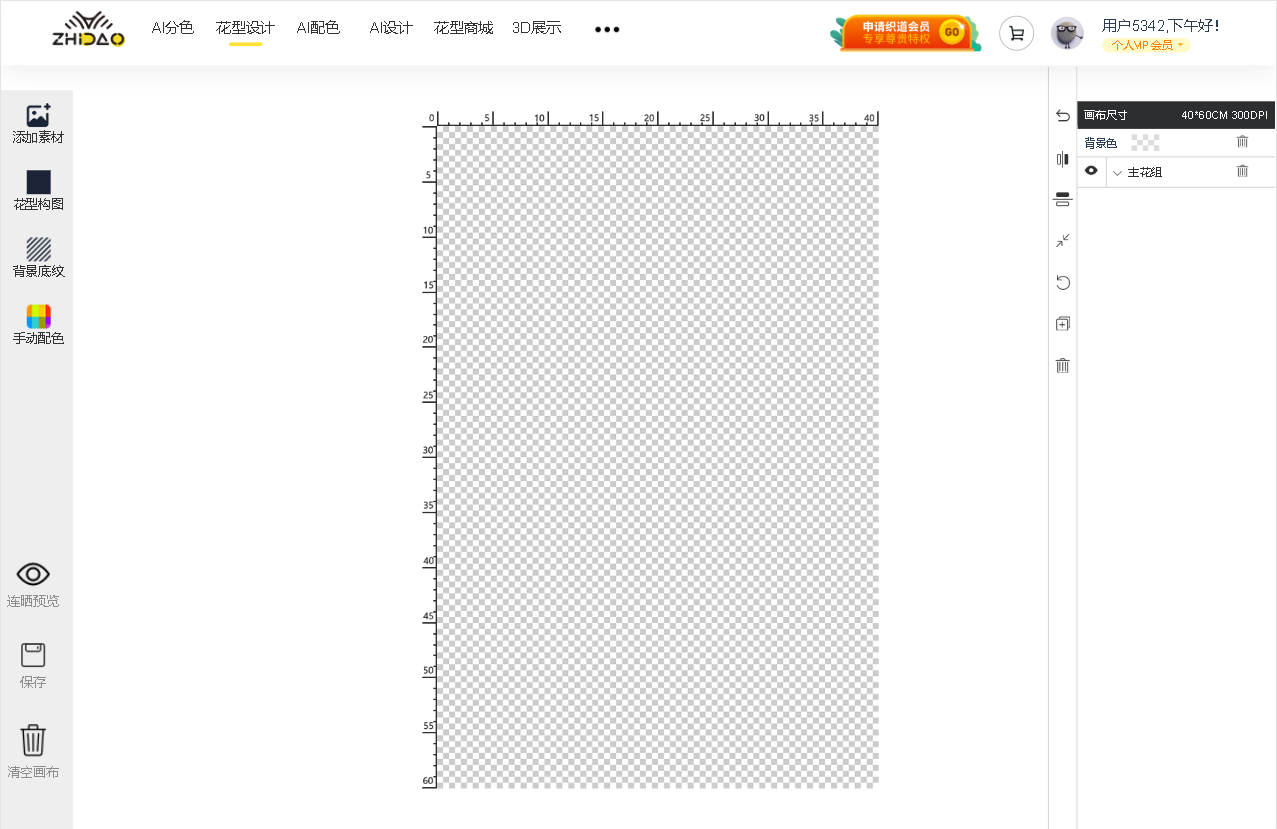 ZHIDAO
AI分色 花型设计 AI配色 AI设计 花型商城 3D展示 •••
申请织道会员
专享尊贵特权
GO
用户5342,下午好!
个人VIP会员
添加素材
花型构图
背景底纹
手动配色
连晒预览
保存
清空画布
0 5 10 15 20 25 30 35 40
5
10
15
20
25
30
35
40
45
50
55
60
画布尺寸 40*60CM 300DPI
背景色
主花组